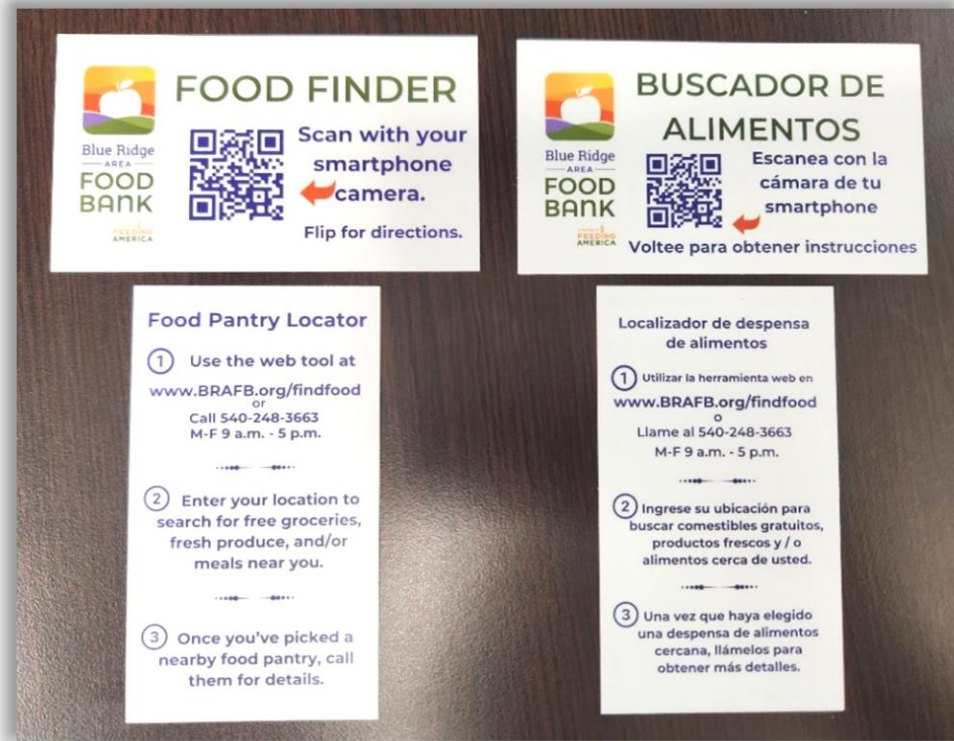 FOOD FINDER
Blue Ridge
AREA
FOOD
BANK
FEEDING
AMERICA
Scan with your
smartphone
camera.
Flip for directions.
BUSCADOR DE
ALIMENTOS
Blue Ridge
AREA
FOOD
BANK
FEEDING
AMERICA
Escanea con la
cámara de tu
smartphone
Voltee para obtener instrucciones
Food Pantry Locator
1 Use the web tool at
www.BRAFB.org/findfood
or
Call 540-248-3663
M-F 9 a.m. - 5 p.m.
2 Enter your location to
search for free groceries,
fresh produce, and/or
meals near you.
3 Once you've picked a
nearby food pantry, call
them for details.
Localizador de despensa
de alimentos
1 Utilizar la herramienta web en
www.BRAFB.org/findfood
o
Llame al 540-248-3663
M-F 9 a.m. - 5 p.m.
2 Ingrese su ubicación para
buscar comestibles gratuitos,
productos frescos y / o
alimentos cerca de usted.
3 Una vez que haya elegido
una despensa de alimentos
cercana, llámelos para
obtener más detalles.